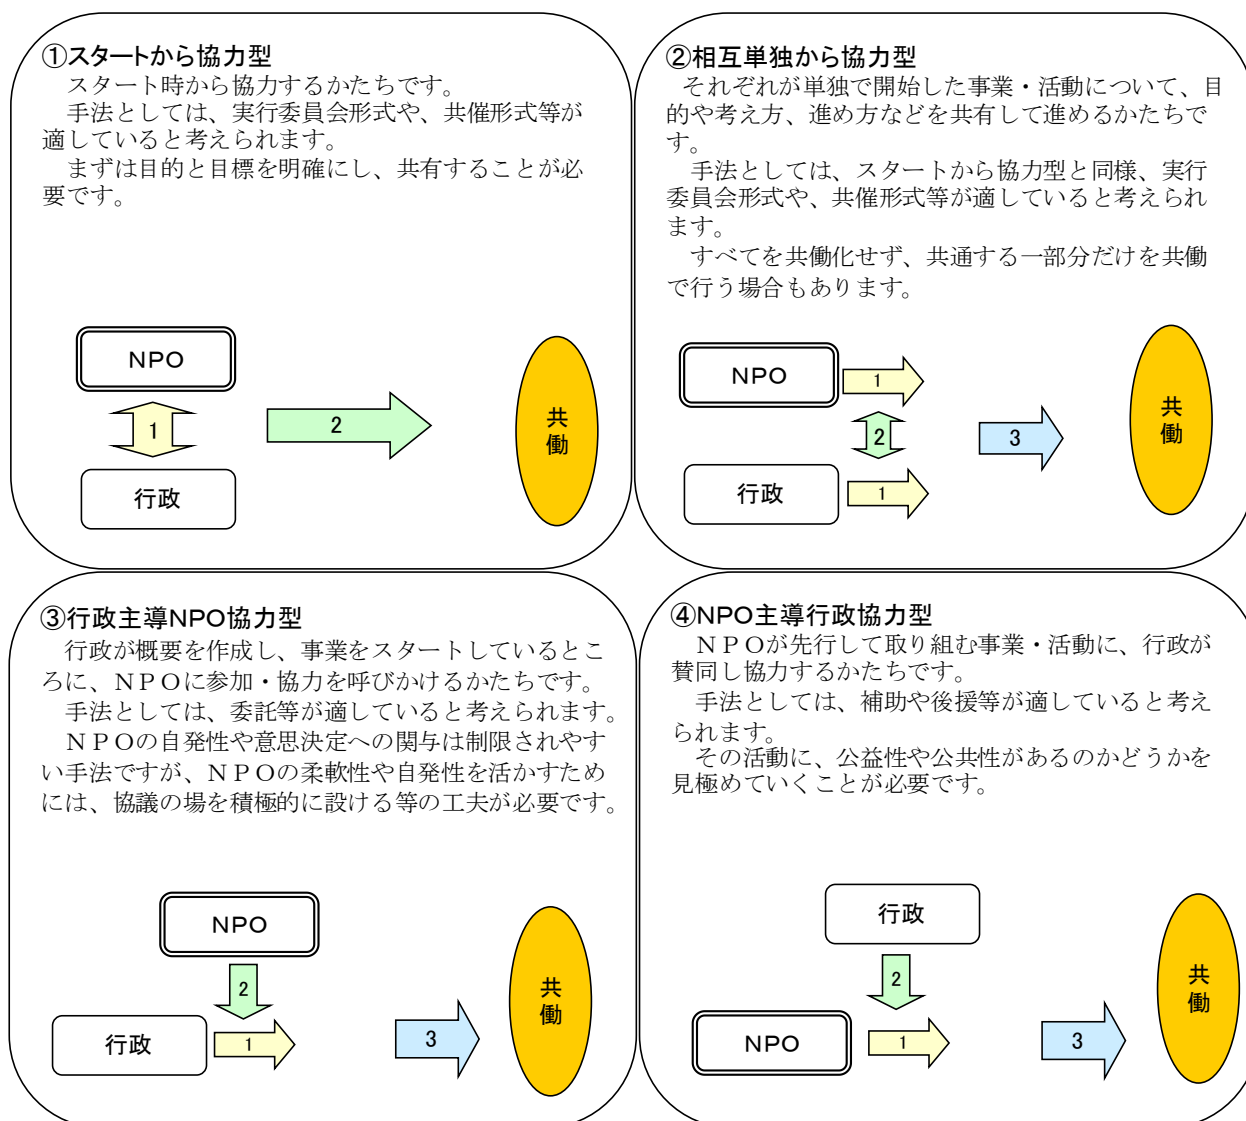 ①スタートから協力型
スタート時から協力するかたちです。
手法としては、実行委員会形式や、共催形式等が
適していると考えられます。
まずは目的と目標を明確にし、共有することが必
要です。
NPO
1
2
行政
共
働
②相互単独から協力型
それぞれが単独で開始した事業・活動について、目
的や考え方、進め方などを共有して進めるかたちで
す。
手法としては、スタートから協力型と同様、実行
委員会形式や、共催形式等が適していると考えられ
ます。
すべてを共働化せず、共通する一部分だけを共働
で行う場合もあります。
NPO
1
2
3
行政
1
共
働
③行政主導NPO協力型
行政が概要を作成し、事業をスタートしているとこ
ろに、ＮＰＯに参加・協力を呼びかけるかたちです。
手法としては、委託等が適していると考えられます。
ＮＰＯの自発性や意思決定への関与は制限されやす
い手法ですが、ＮＰＯの柔軟性や自発性を活かすため
には、協議の場を積極的に設ける等の工夫が必要です。
NPO
2
行政
1
3
共
働
④NPO主導行政協力型
ＮＰＯが先行して取り組む事業・活動に、行政が
賛同し協力するかたちです。
手法としては、補助や後援等が適していると考え
られます。
その活動に、公益性や公共性があるのかどうかを
見極めていくことが必要です。
行政
2
NPO
1
3
共
働